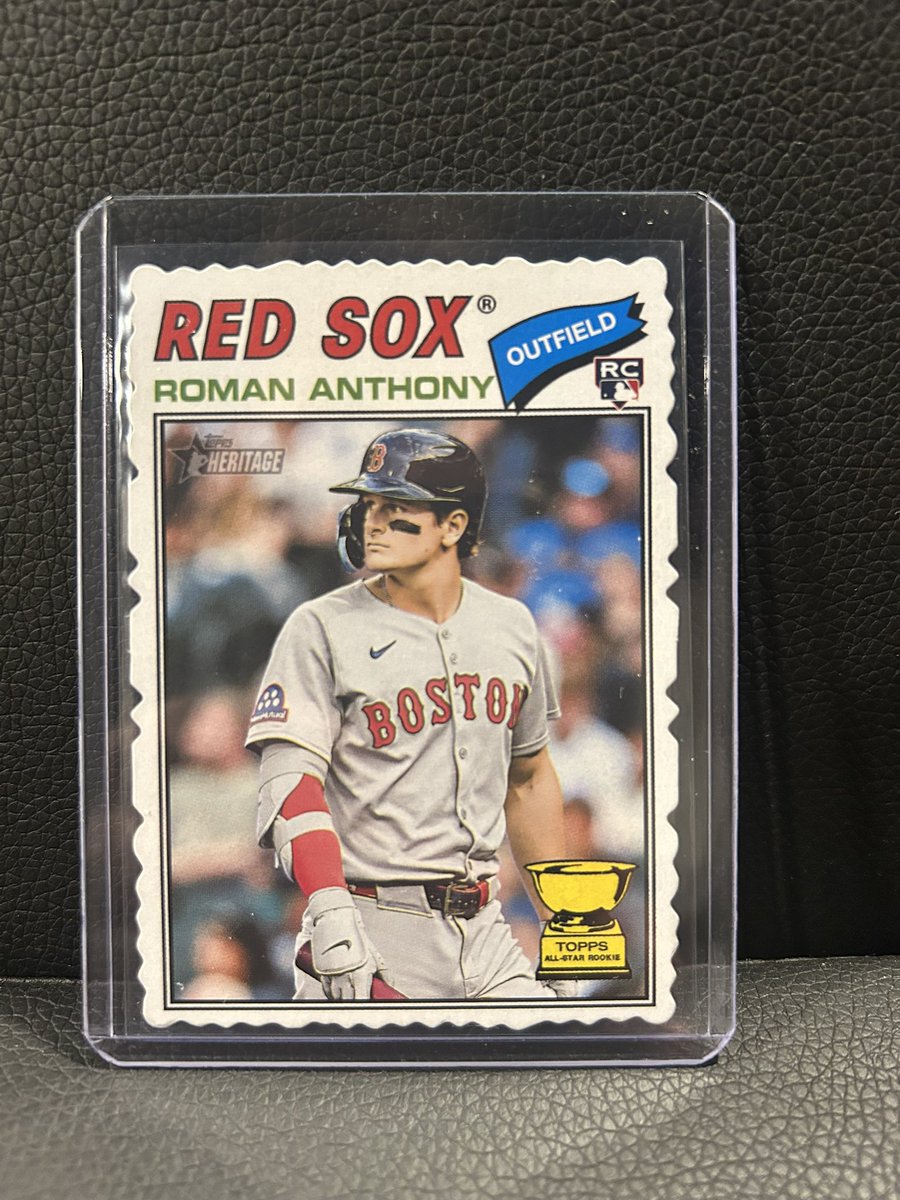 RED SOX®
OUTFIELD
ROMAN ANTHONY
RC
TOPPS
HERITAGE
B
BOSTON
TOPPS
ALL-STAR ROOKIE